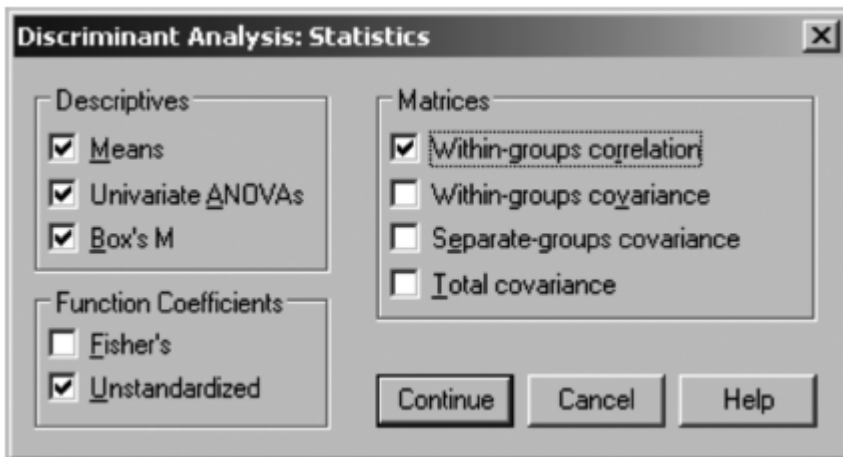 Discriminant Analysis: Statistics
Descriptives
Means
Univariate ANOVAs
Box's M
Function Coefficients
Fisher's
Unstandardized
Matrices
Within-groups correlation
Within-groups covariance
Separate-groups covariance
Total covariance
Continue
Cancel
Help